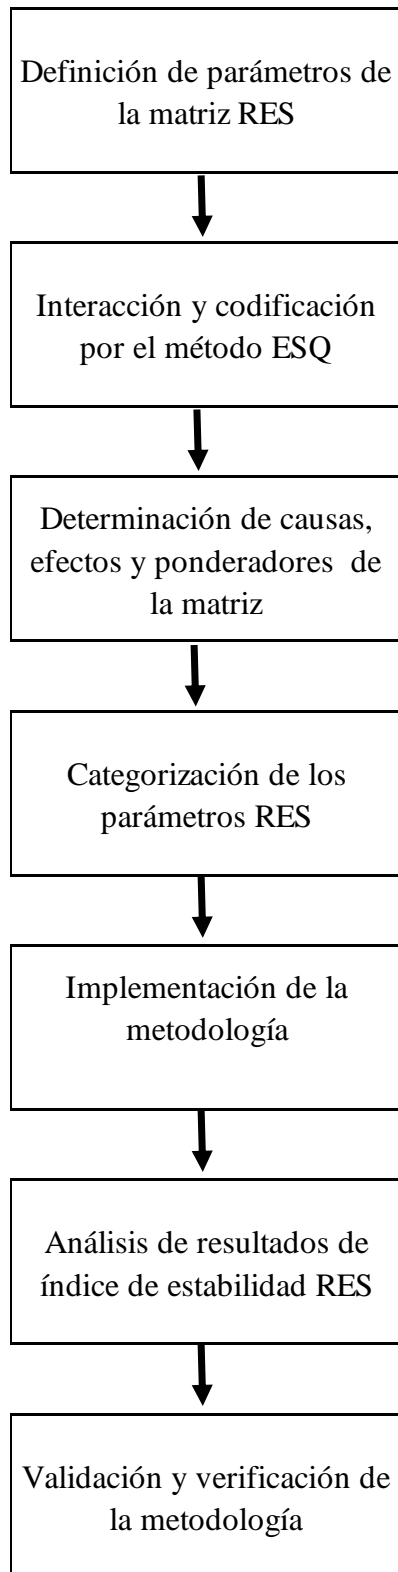 Definición de parámetros de
la matriz RES
Interacción y codificación
por el método ESQ
Determinación de causas,
efectos y ponderadores de
la matriz
Categorización de los
parámetros RES
Implementación de la
metodología
Análisis de resultados de
índice de estabilidad RES
Validación y verificación de
la metodología